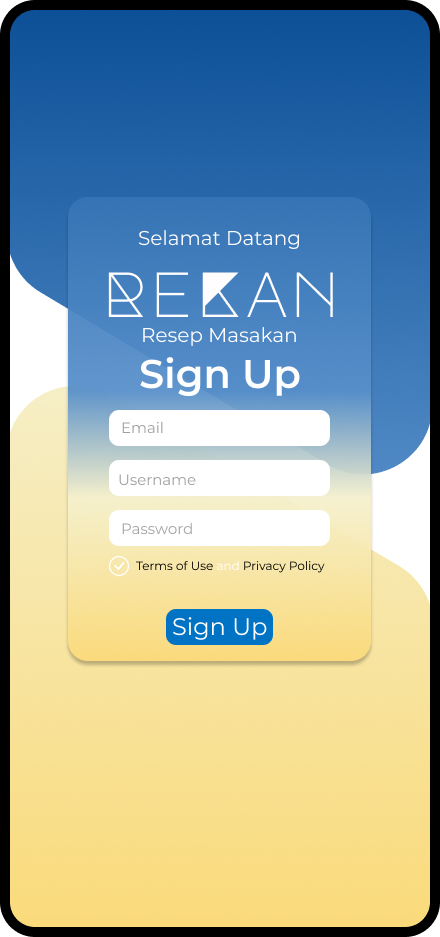 Selamat Datang
REKAN
Resep Masakan
Sign Up
Email
Username
Password
Terms of Use and Privacy Policy
Sign Up